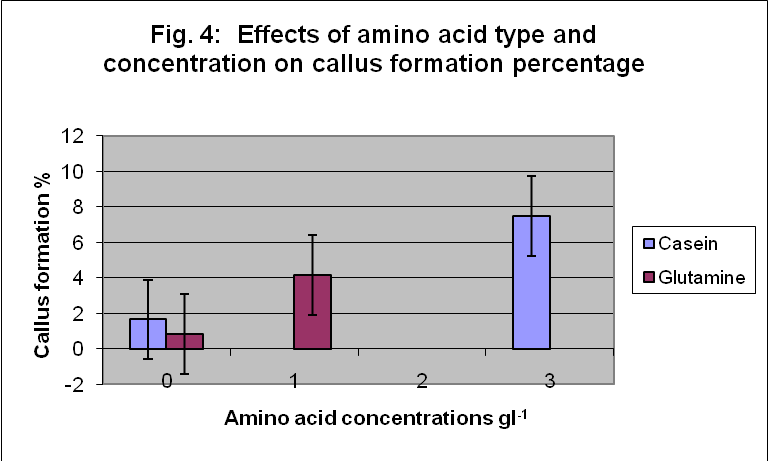 Fig. 4: Effects of amino acid type and
concentration on callus formation percentage
12
10
8
6
4
2
0
-2
Callus formation %
0 1 2 3
Amino acid concentrations gl-1
Casein
Glutamine